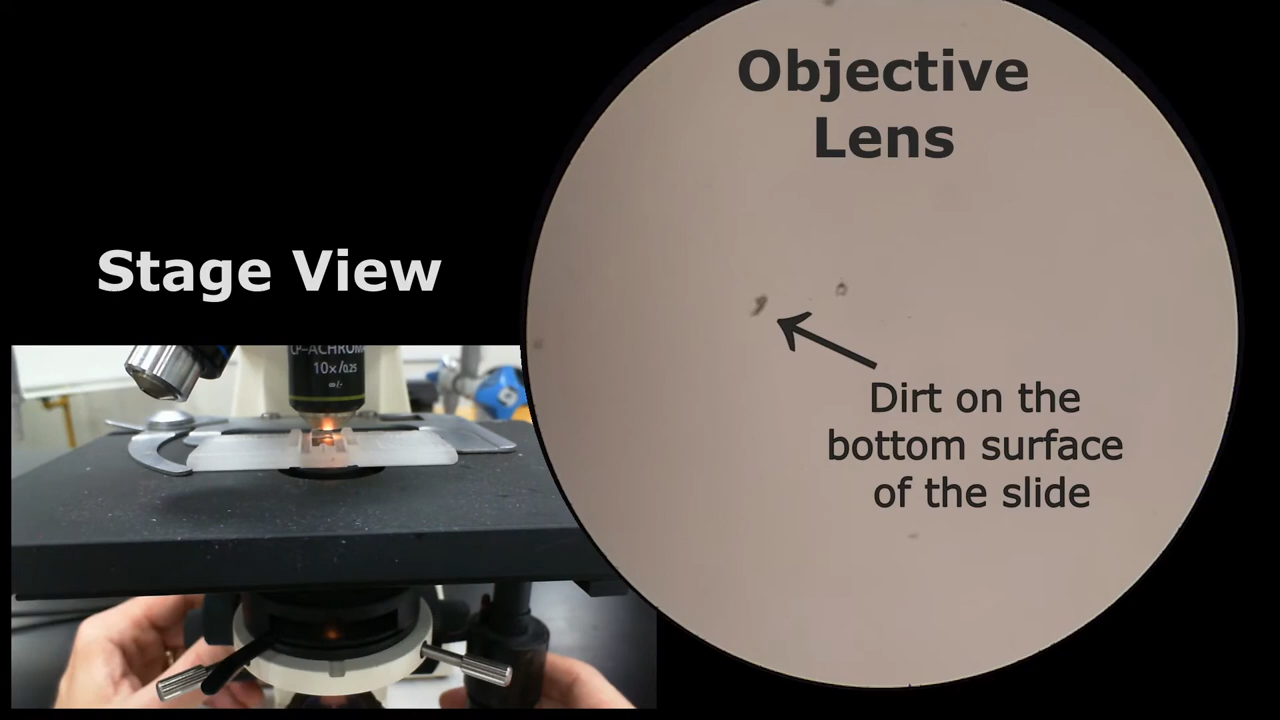 Objective
Lens
Stage View
Dirt on the
bottom surface
of the slide
10x/0.25
∞/-